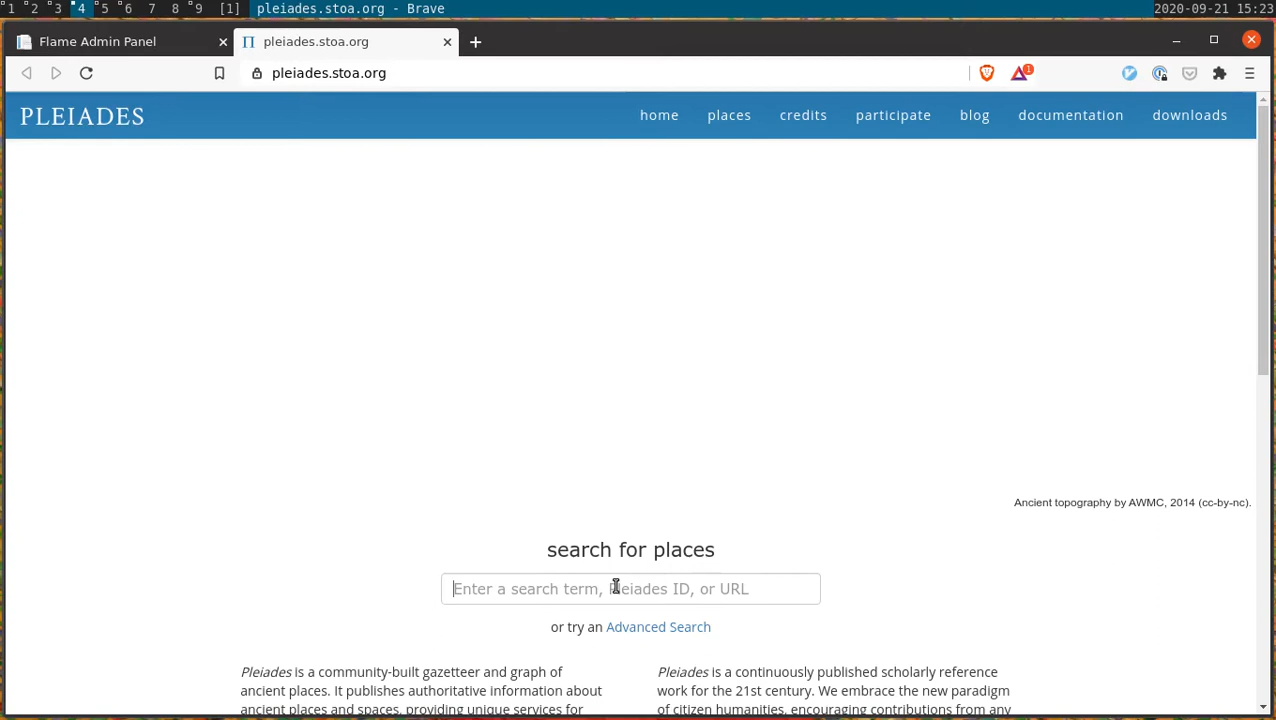 1 2 3 4 5 6 7 8 9 [1] pleiades.stoa.org - Brave 2020-09-21 15:23
Flame Admin Panel pleiades.stoa.org
pleiades.stoa.org 1
PLEIADES home places credits participate blog documentation downloads
Ancient topography by AWMC, 2014 (cc-by-nc).
search for places
Enter a search term, Pleiades ID, or URL
or try an Advanced Search
Pleiades is a community-built gazetteer and graph of
ancient places. It publishes authoritative information about
ancient places and spaces, providing unique services for
Pleiades is a continuously published scholarly reference
work for the 21st century. We embrace the new paradigm
of citizen humanities, encouraging contributions from any